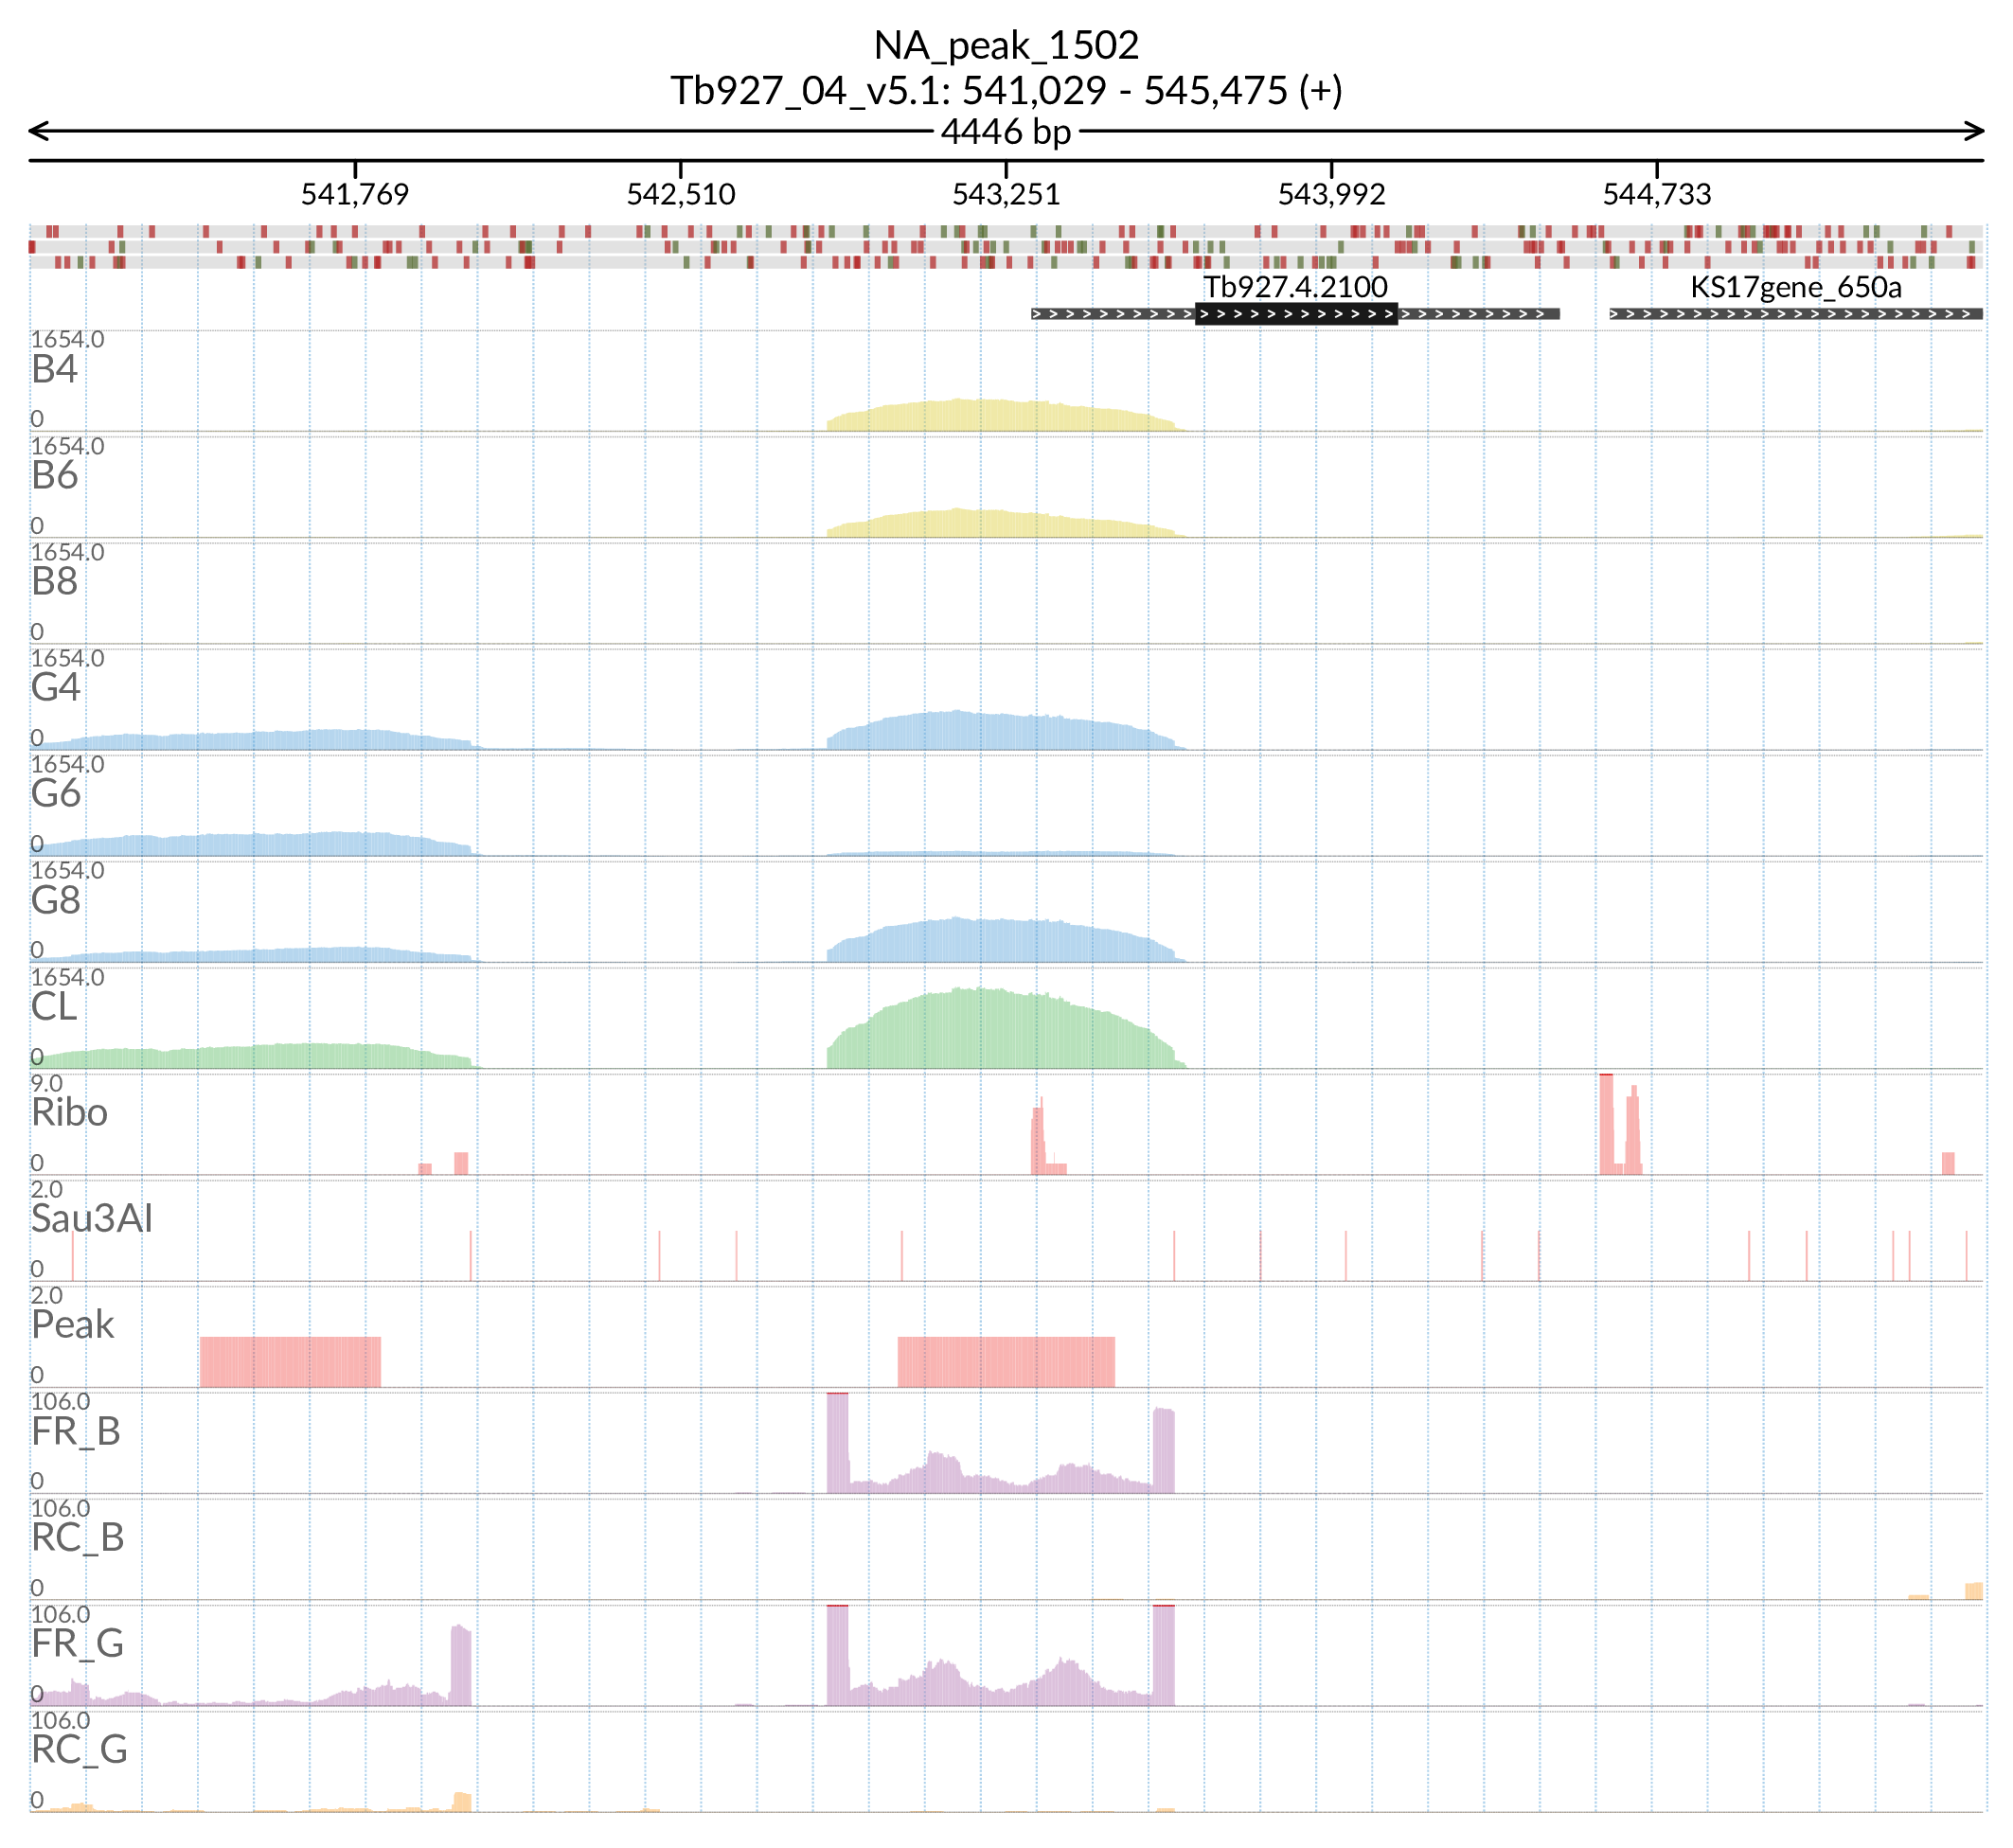 NA_peak_1502
Tb927_04_v5.1: 541,029 - 545,475 (+)
4446 bp
541,769 542,510 543,251 543,992 544,733
Tb927.4.2100 KS17gene_650a
1654.0
B4
0
1654.0
B6
0
1654.0
B8
0
1654.0
G4
0
1654.0
G6
0
1654.0
G8
0
1654.0
CL
0
9.0
Ribo
0
2.0
Sau3AI
0
2.0
Peak
0
106.0
FR_B
0
106.0
RC_B
0
106.0
FR_G
0
106.0
RC_G
0